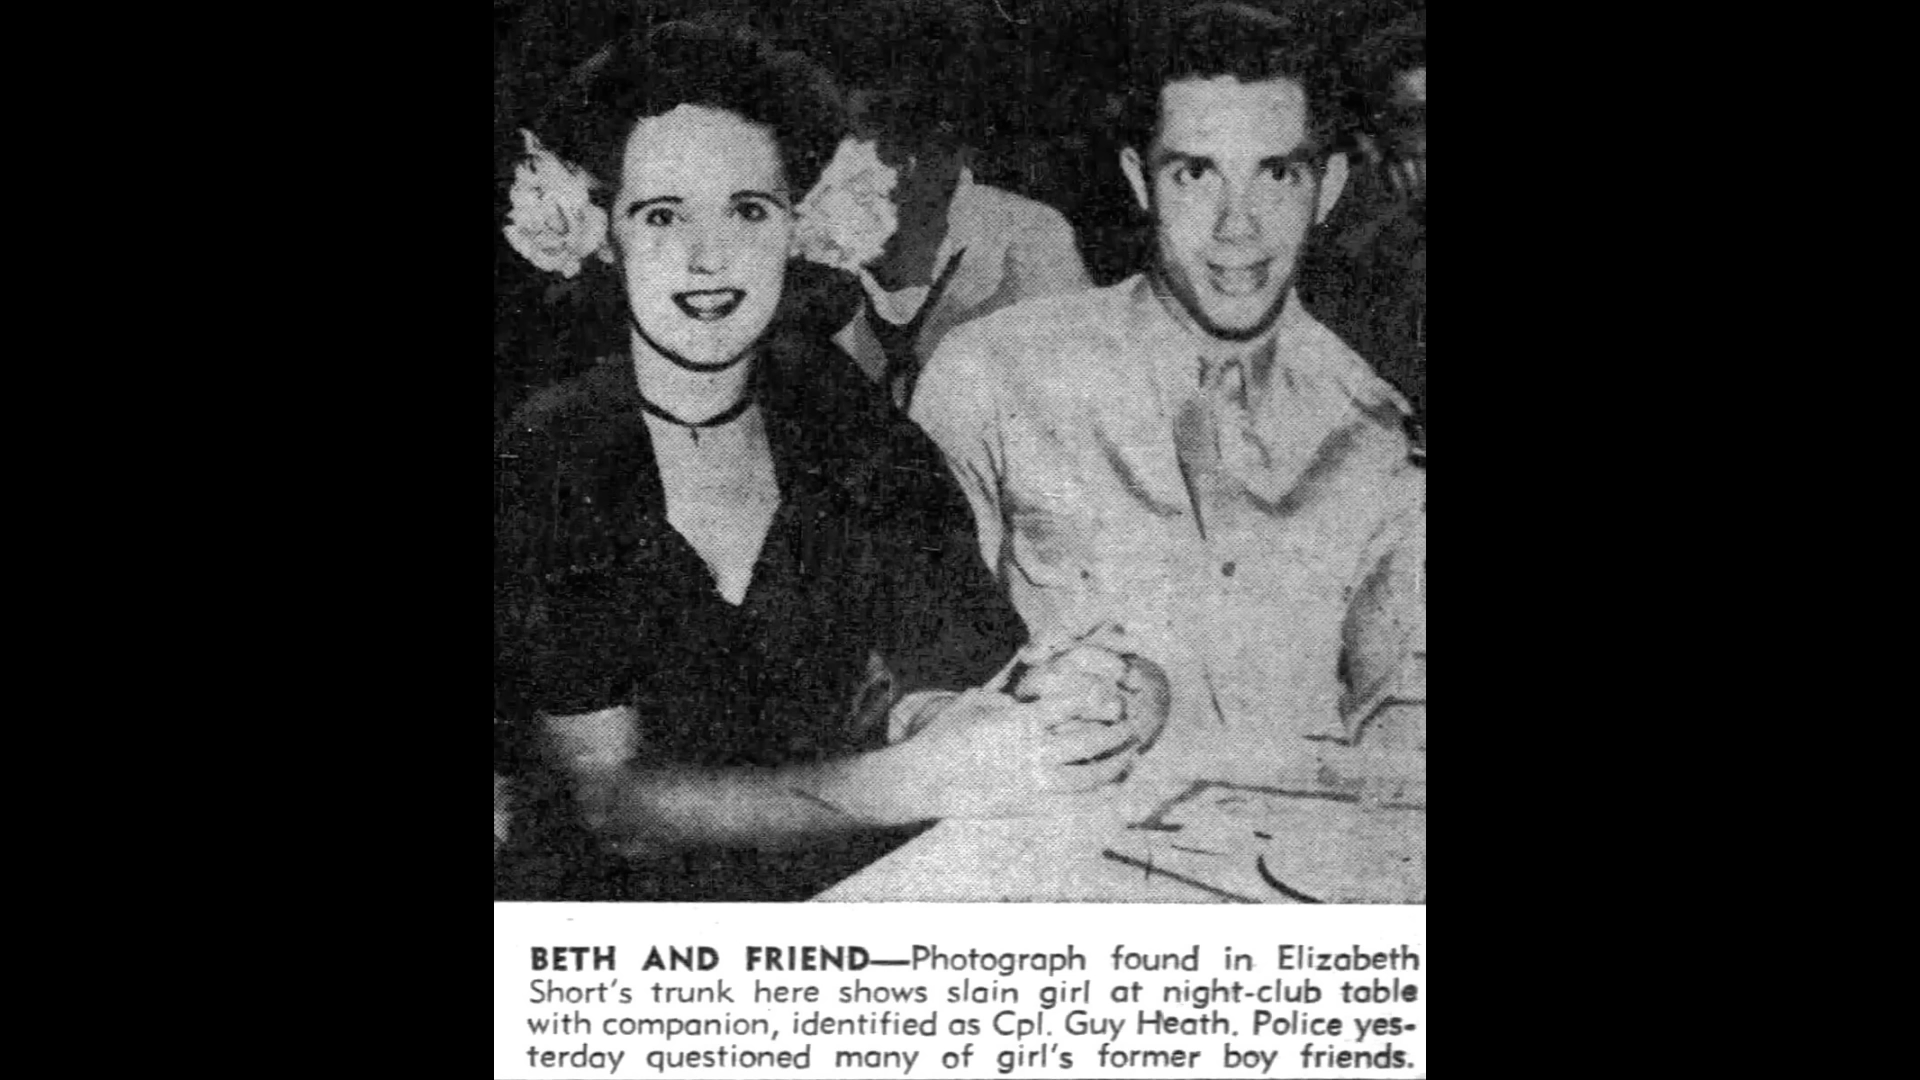 BETH AND FRIEND—Photograph found in Elizabeth
Short's trunk here shows slain girl at night-club table
with companion, identified as Cpl. Guy Heath. Police yes-
terday questioned many of girl's former boy friends.